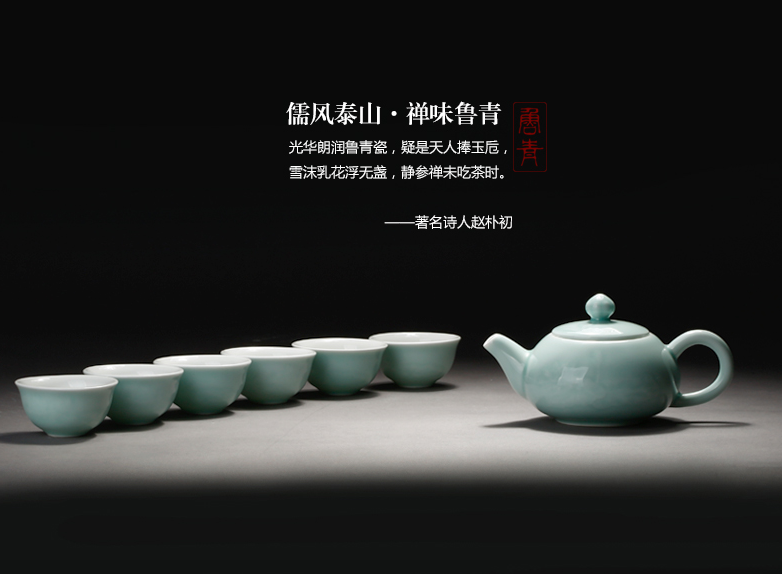 儒风泰山·禅味鲁青
光华朗润鲁青瓷，疑是天人捧玉卮，
雪沫乳花浮无盏，静参禅未吃茶时。
——著名诗人赵朴初
魯青